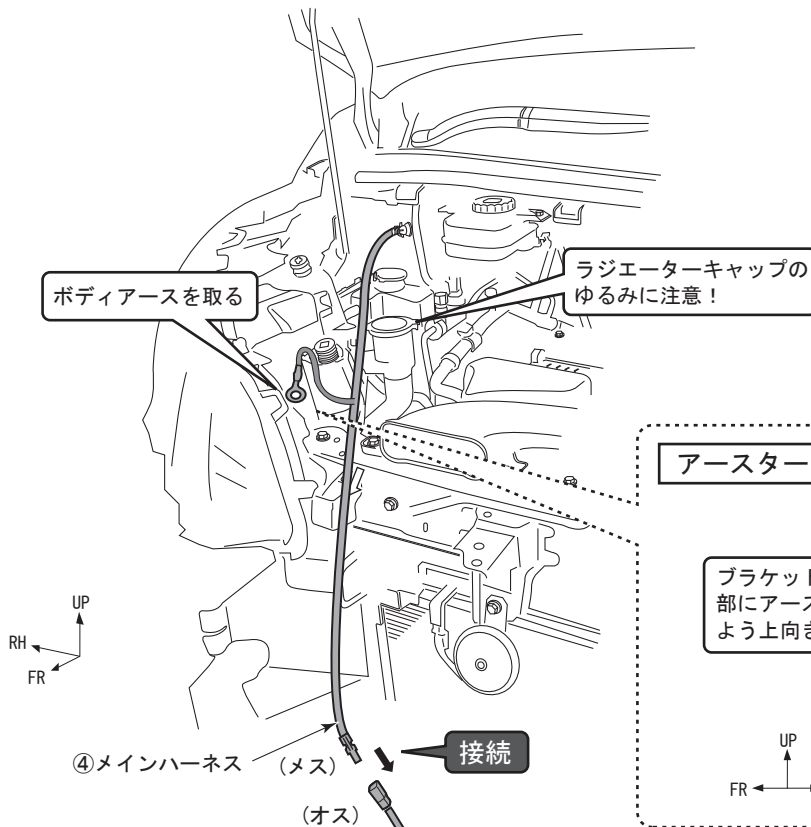 ラジエーターキャップの
ゆるみに注意！
ボディアースを取る
アースター
ブラケット
部にアース
よう上向き
UP
RH
FR
UP
FR
④メインハーネス
（メス）
接続
（オス）